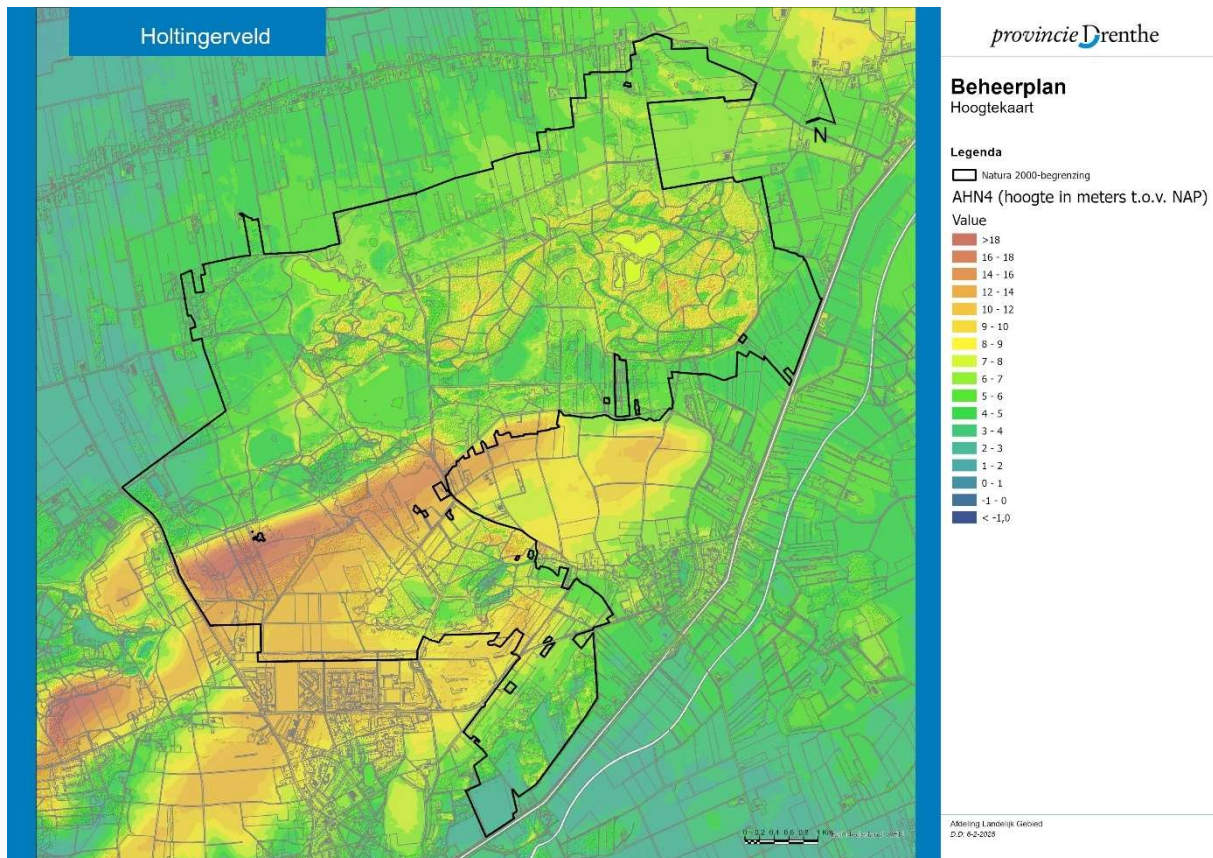 Holtingerveld
provincie Drenthe
Beheerplan
Hoogtekaart
N
Legenda
Natura 2000-begrenzing
AHN4 (hoogte in meters t.o.v. NAP)
Value
>18
16 - 18
14 - 16
12 - 14
10 - 12
9 - 10
8 - 9
7 - 8
6 - 7
5 - 6
4 - 5
3 - 4
2 - 3
1 - 2
0 - 1
-1 - 0
< -1,0
0 0.2 0.4 0.6 0.8 1 Km
Afdeling Landelijk Gebied
D.D. 6-2-2025